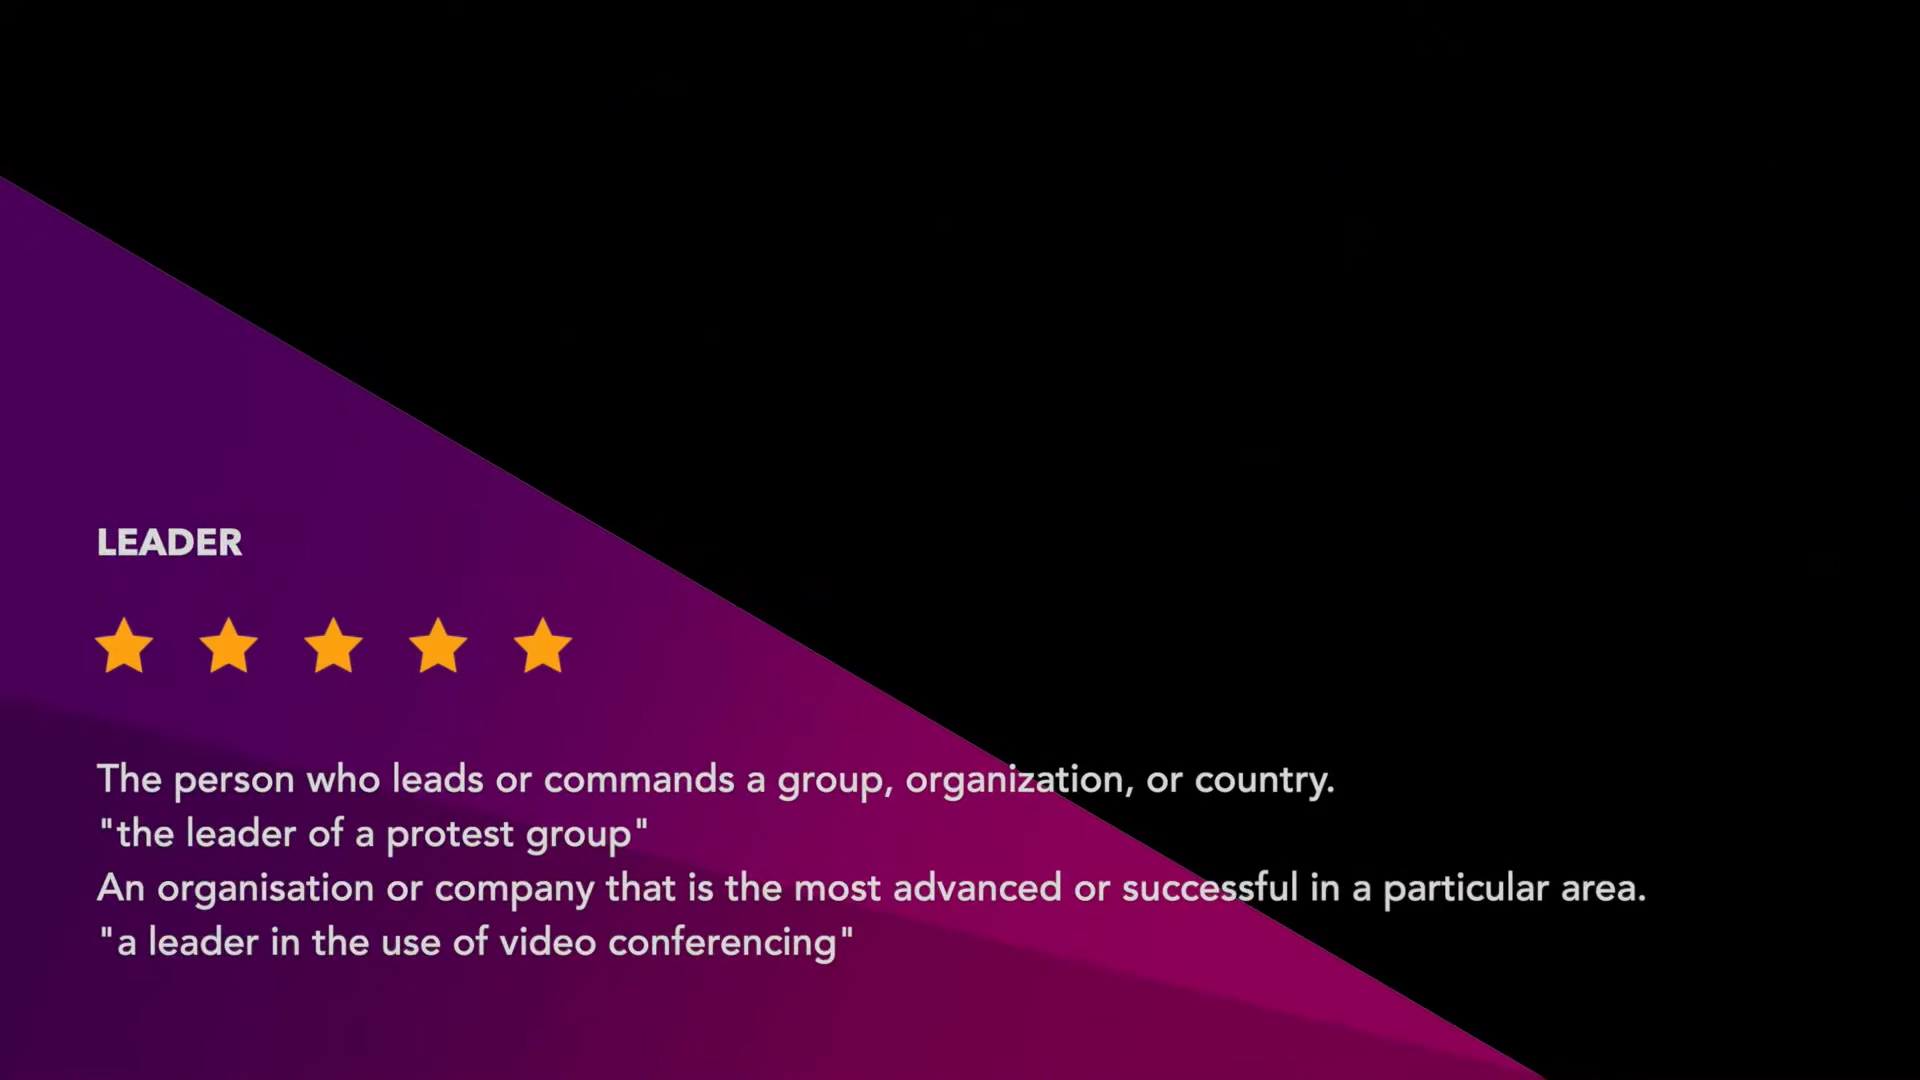 LEADER
The person who leads or commands a group, organization, or country.
"the leader of a protest group"
An organisation or company that is the most advanced or successful in a particular area.
"a leader in the use of video conferencing"